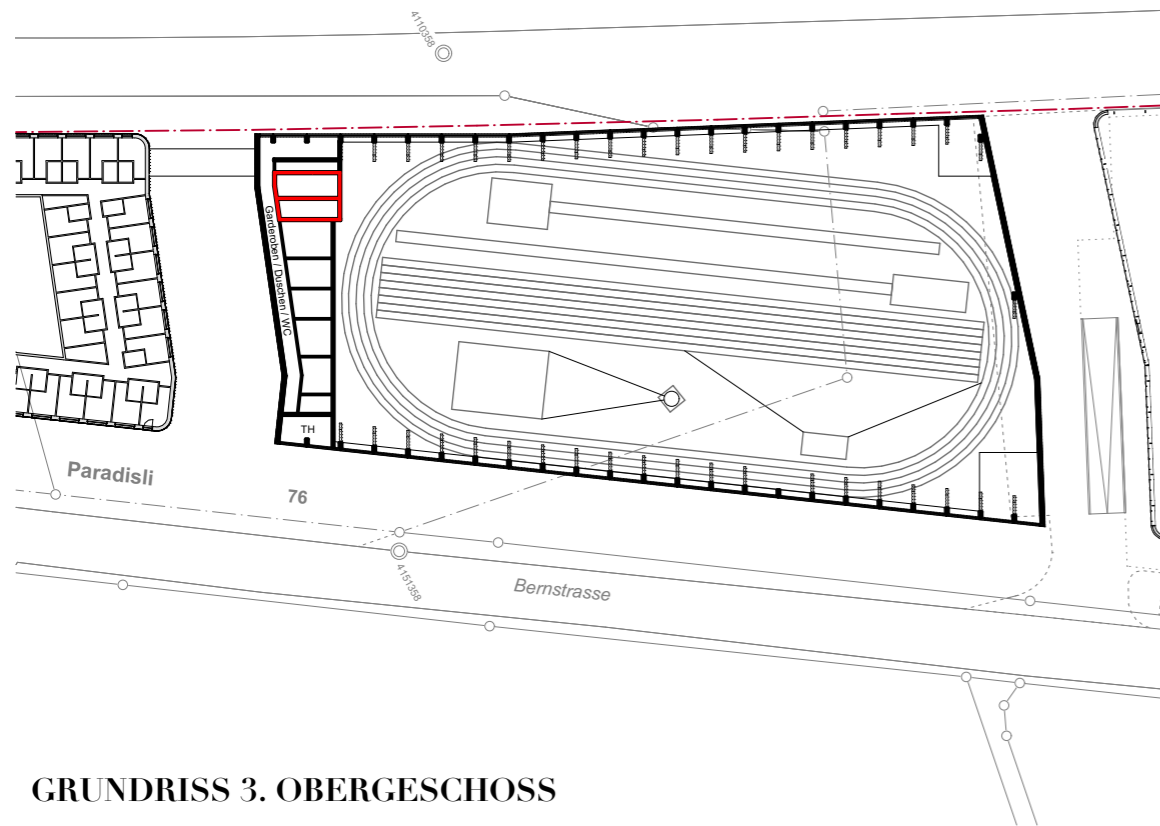 4110358
Garderoben / Duschen / WC
TH
Paradisli
76
4151358
Bernstrasse
GRUNDRISS 3. OBERGESCHOSS